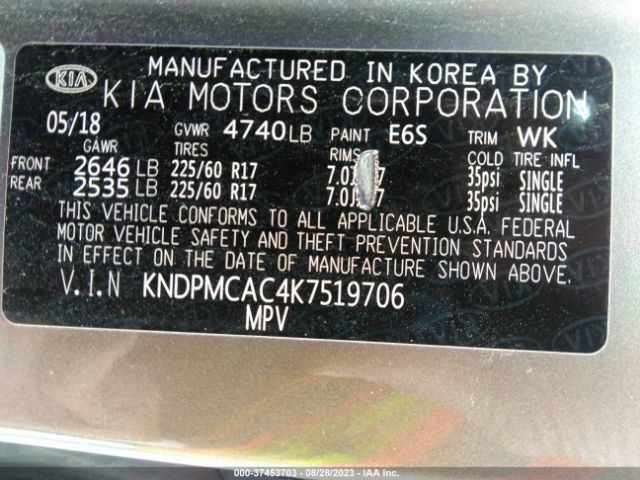 KIA
MANUFACTURED IN KOREA BY
KIA MOTORS CORPORATION
05/18 GVWR 4740 LB PAINT E6S TRIM WK
GAWR TIRES RIMS COLD TIRE INFL
FRONT 2646 LB 225/60 R17 35psi SINGLE
REAR 2535 LB 225/60 R17 35psi SINGLE
THIS VEHICLE CONFORMS TO ALL APPLICABLE U.S.A. FEDERAL
MOTOR VEHICLE SAFETY AND THEFT PREVENTION STANDARDS
IN EFFECT ON THE DATE OF MANUFACTURE SHOWN ABOVE.
V.I.N KNDPMCAC4K7519706
MPV
000-37453703 - 08/28/2023 - IAA Inc.